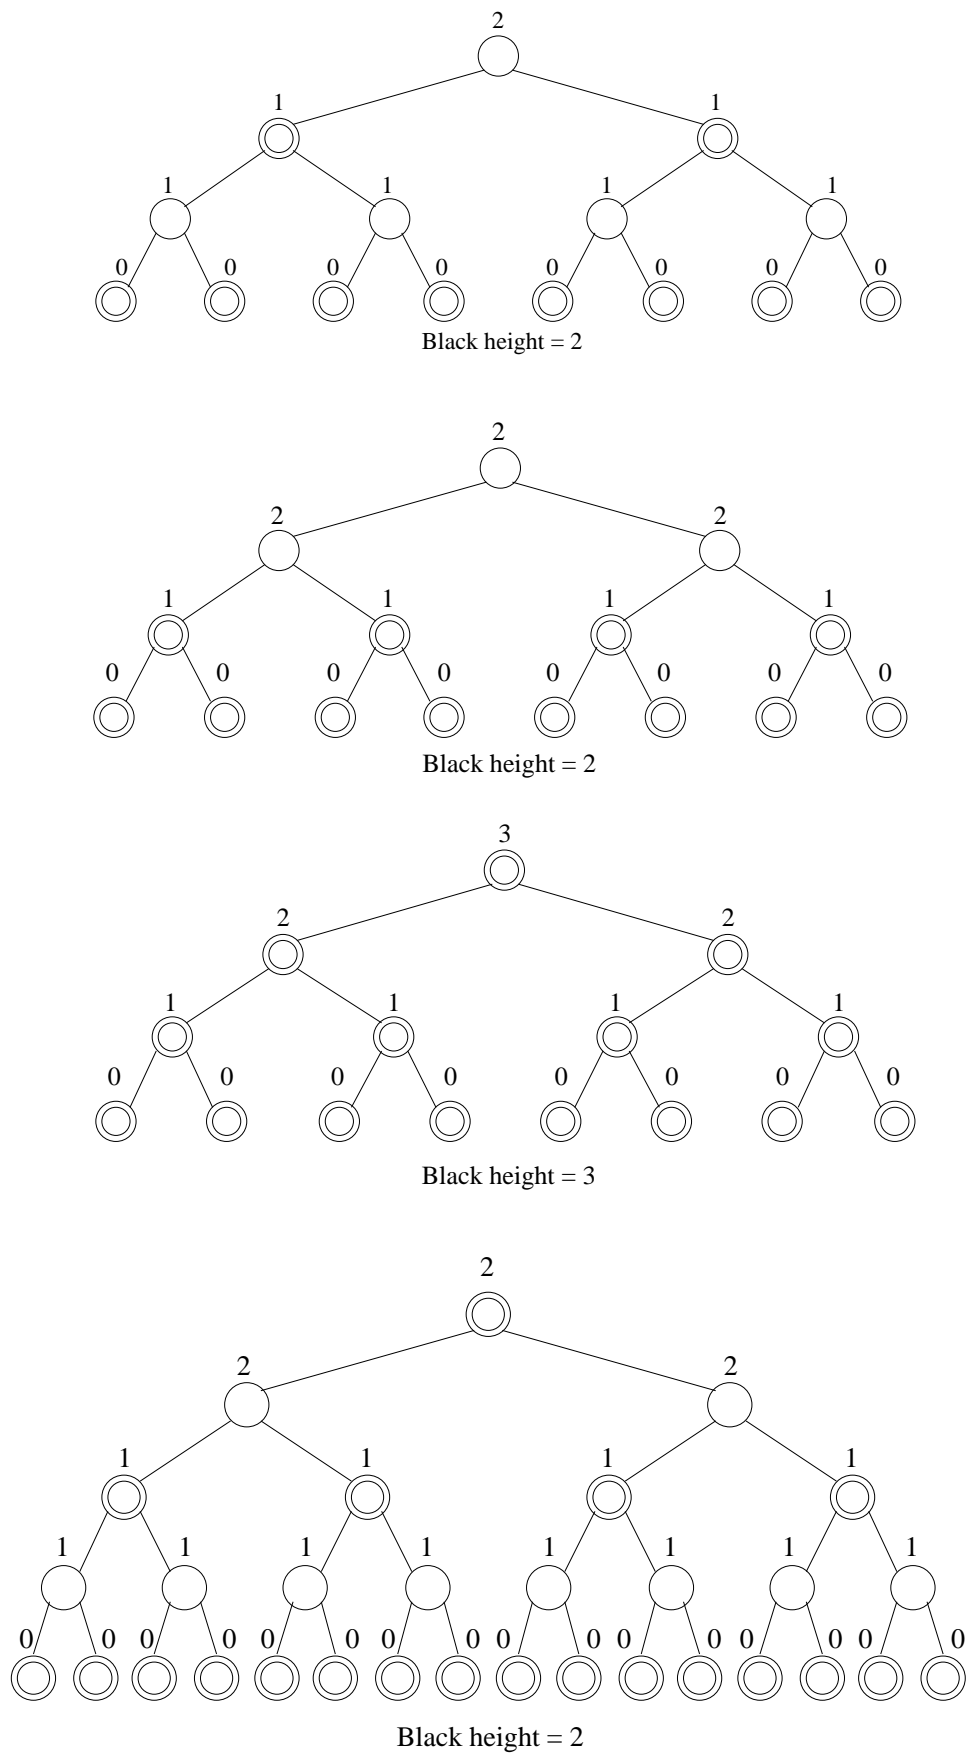 2
1 1
1 1 1 1
0 0 0 0 0 0 0 0
Black height = 2
2
2 2
1 1 1 1
0 0 0 0 0 0 0 0
Black height = 2
3
2 2
1 1 1 1
0 0 0 0 0 0 0 0
Black height = 3
2
2 2
1 1 1 1
1 1 1 1 1 1 1 1
0 0 0 0 0 0 0 0 0 0 0 0 0 0 0 0
Black height = 2